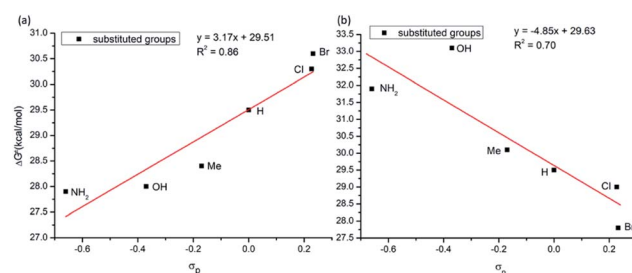 (a)
substituted groups
y = 3.17x + 29.51
R² = 0.86
31.0
30.5
30.0
29.5
29.0
28.5
28.0
27.5
27.0
ΔG‡(kcal/mol)
Br
Cl
H
Me
OH
NH₂
-0.6
-0.4
-0.2
0.0
0.2
σp
(b)
substituted groups
y = -4.85x + 29.63
R² = 0.70
33.5
33.0
32.5
32.0
31.5
31.0
30.5
30.0
29.5
29.0
28.5
28.0
27.5
OH
NH₂
Me
H
Cl
Br
-0.6
-0.4
-0.2
0.0
0.2
σp